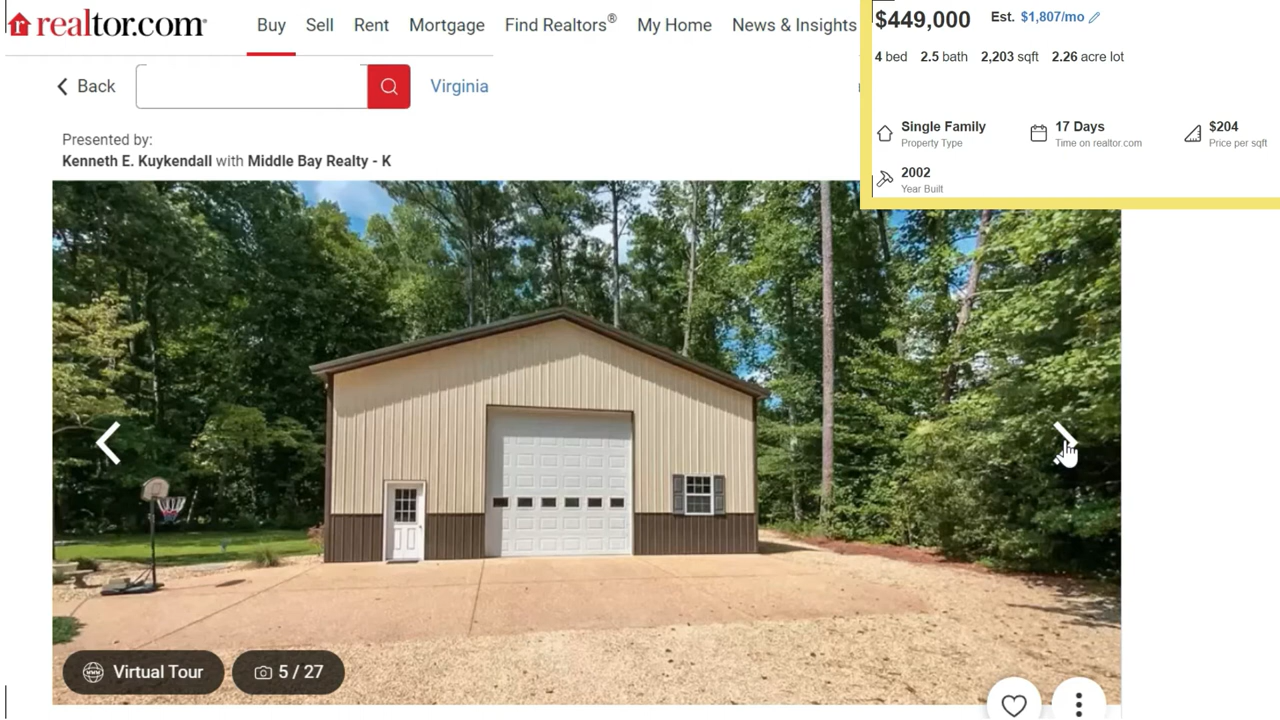 realtor.com®
Buy Sell Rent Mortgage Find Realtors® My Home News & Insights
$449,000 Est. $1,807/mo
4 bed 2.5 bath 2,203 sqft 2.26 acre lot
Back Virginia
Single Family 17 Days $204
Property Type Time on realtor.com Price per sqft
Presented by:
Kenneth E. Kuykendall with Middle Bay Realty - K
2002
Year Built
Virtual Tour 5 / 27